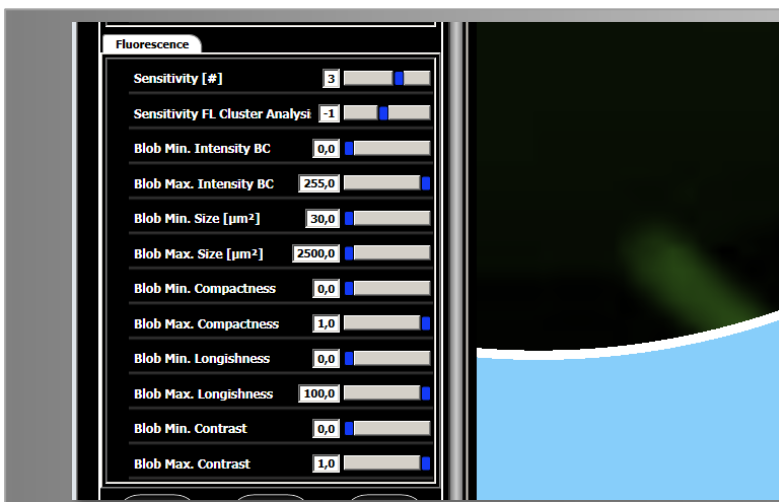 Fluorescence
Sensitivity [#] 3
Sensitivity FL Cluster Analysi: -1
Blob Min. Intensity BC 0,0
Blob Max. Intensity BC 255,0
Blob Min. Size [µm²] 30,0
Blob Max. Size [µm²] 2500,0
Blob Min. Compactness 0,0
Blob Max. Compactness 1,0
Blob Min. Longishness 0,0
Blob Max. Longishness 100,0
Blob Min. Contrast 0,0
Blob Max. Contrast 1,0